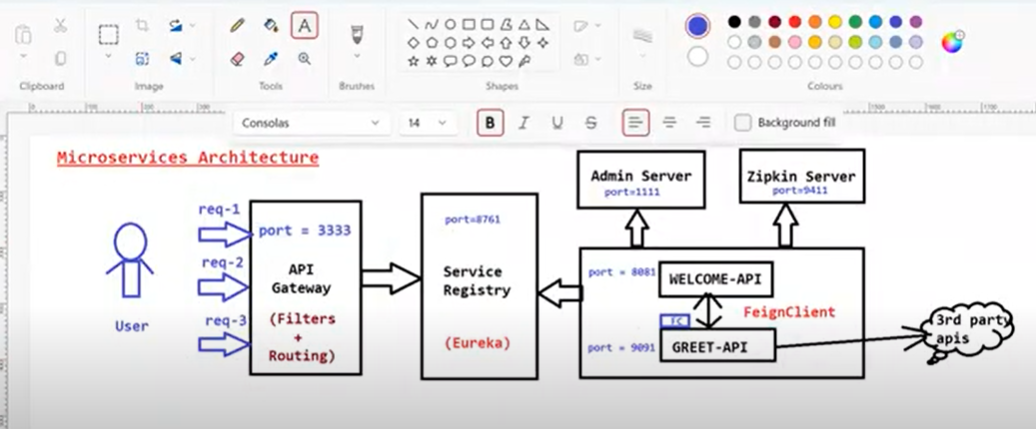 Clipboard
Image
Tools
Brushes
Shapes
Size
Colours
Consolas
14
B
I
U
S
Background fill
Microservices Architecture
Admin Server
port=1111
Zipkin Server
port=9411
req-1
port = 3333
req-2
API
Gateway
req-3
(Filters
+
Routing)
User
port=8761
Service
Registry
(Eureka)
port = 8081
WELCOME-API
FeignClient
FC
port = 9091
GREET-API
3rd party
apis